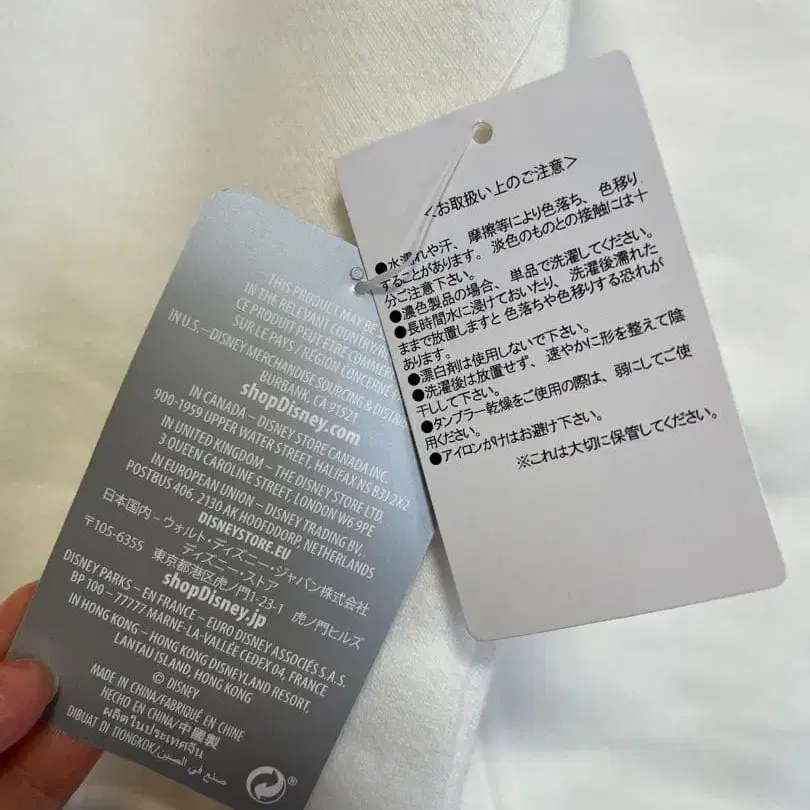 THIS PRODUCT MAY BE
IN THE RELEVANT COUNTRY
CE PRODUIT PEUT ÊTRE COMMER
SUR LE PAYS / RÉGION CONCERNÉ
IN U.S. – DISNEY MERCHANDISE SOURCING & DISTRI
BURBANK, CA 91521
shopDisney.com
IN CANADA – DISNEY STORE CANADA INC.
900-1959 UPPER WATER STREET, HALIFAX NS B3J 2X2
IN UNITED KINGDOM – THE DISNEY STORE LTD.
3 QUEEN CAROLINE STREET, LONDON W6 9PE
IN EUROPEAN UNION – DISNEY TRADING BV.
POSTBUS 406, 2130 AK HOOFDDORP, NETHERLANDS
DISNEYSTORE.EU
日本国内 – ウォルト・ディズニー・ジャパン株式会社
ディズニー・ストア
〒105-6355 東京都港区虎ノ門1-23-1 虎ノ門ヒルズ
shopDisney.jp
DISNEY PARKS – EN FRANCE – EURO DISNEY ASSOCIÉS S.A.S.
BP 100 – 77777 MARNE-LA-VALLÉE CEDEX 04, FRANCE
IN HONG KONG – HONG KONG DISNEYLAND RESORT,
LANTAU ISLAND, HONG KONG
© DISNEY
MADE IN CHINA/FABRIQUÉ EN CHINE
HECHO EN CHINA/中國製
ผลิตในประเทศจีน
DIBUAT DI TIONGKOK/صنع في الصين
®
<お取扱い上のご注意>
●水濡れや汗、摩擦等により色落ち、色移り
することがあります。淡色のものとの接触には十
分ご注意下さい。
●濃色製品の場合、単品で洗濯してください。
●長時間水に浸けておいたり、洗濯後濡れた
ままで放置しますと色落ちや色移りする恐れが
あります。
●漂白剤は使用しないで下さい。
●洗濯後は放置せず、速やかに形を整えて陰
干しして下さい。
●タンブラー乾燥をご使用の際は、弱にしてご使
用ください。
●アイロンがけはお避け下さい。
※これは大切に保管してください。